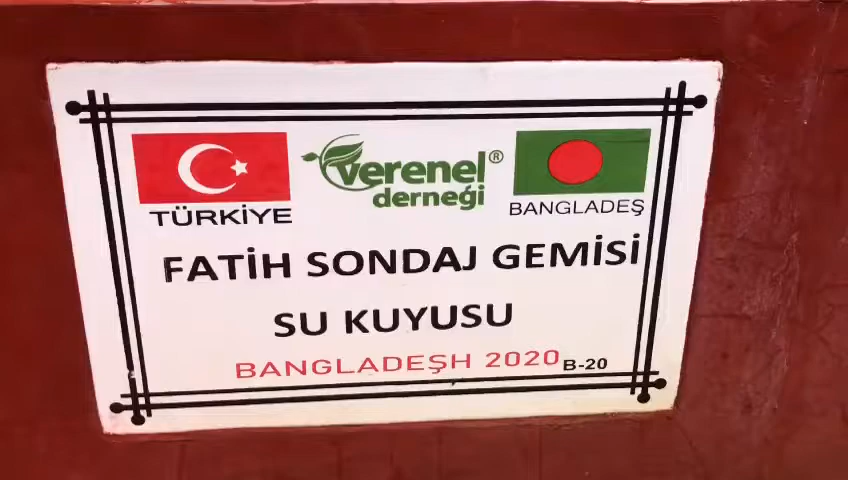 verenel®
derneği
TÜRKİYE
BANGLADEŞ
FATİH SONDAJ GEMİSİ
SU KUYUSU
BANGLADEŞH 2020 B-20